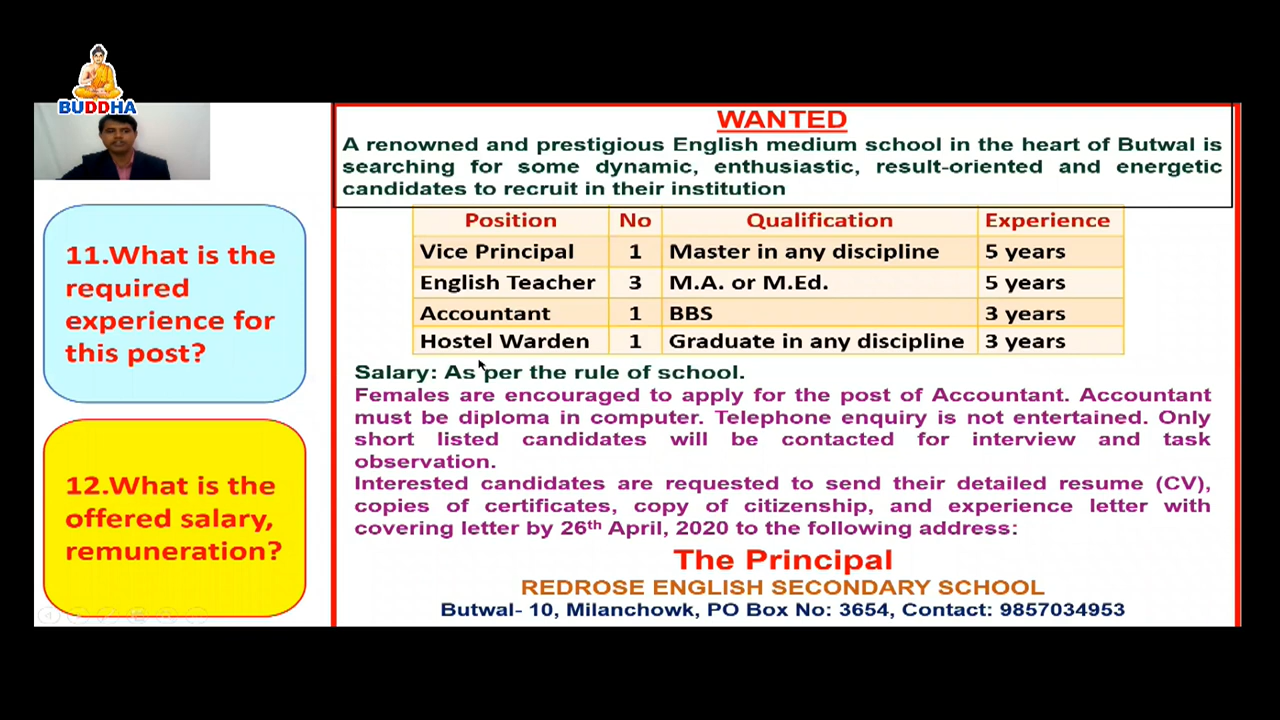 BUDDHA
11.What is the
required
experience for
this post?
12.What is the
offered salary,
remuneration?
WANTED
A renowned and prestigious English medium school in the heart of Butwal is
searching for some dynamic, enthusiastic, result-oriented and energetic
candidates to recruit in their institution
Position No Qualification Experience
Vice Principal 1 Master in any discipline 5 years
English Teacher 3 M.A. or M.Ed. 5 years
Accountant 1 BBS 3 years
Hostel Warden 1 Graduate in any discipline 3 years
Salary: As per the rule of school.
Females are encouraged to apply for the post of Accountant. Accountant
must be diploma in computer. Telephone enquiry is not entertained. Only
short listed candidates will be contacted for interview and task
observation.
Interested candidates are requested to send their detailed resume (CV),
copies of certificates, copy of citizenship, and experience letter with
covering letter by 26th April, 2020 to the following address:
The Principal
REDROSE ENGLISH SECONDARY SCHOOL
Butwal- 10, Milanchowk, PO Box No: 3654, Contact: 9857034953